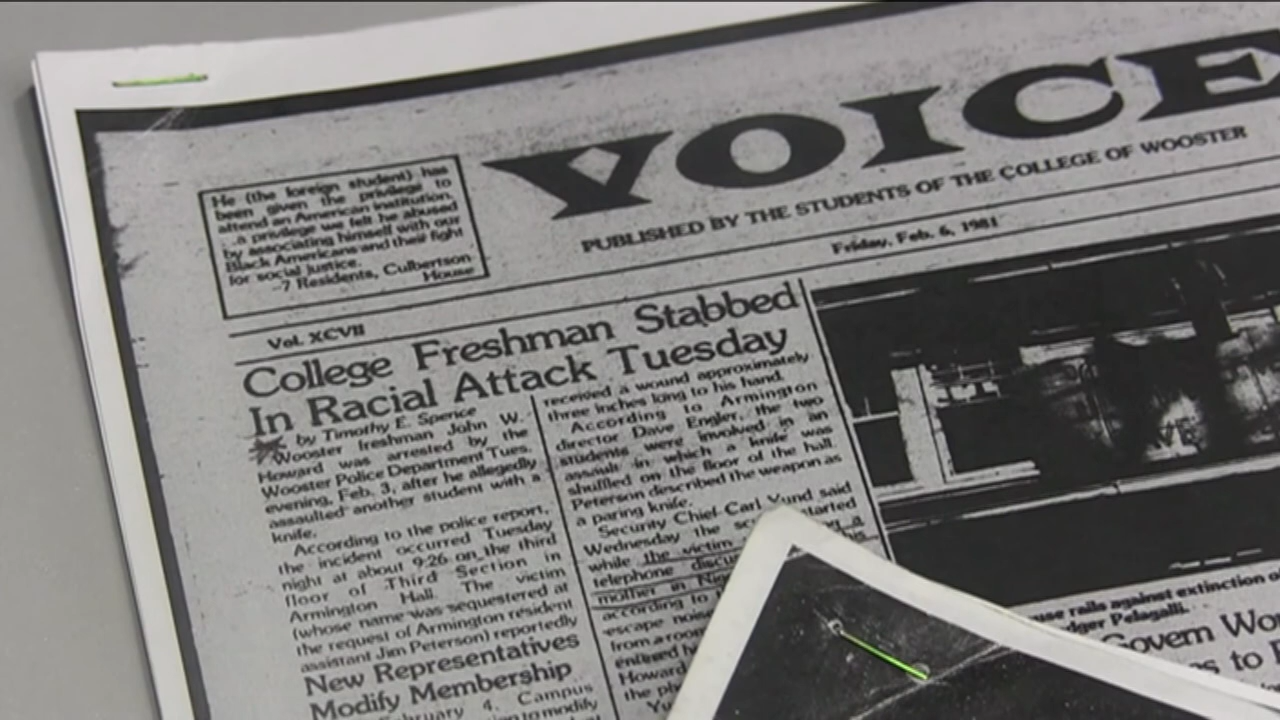 VOICE
PUBLISHED BY THE STUDENTS OF THE COLLEGE OF WOOSTER
He (the foreign student) has
been given the privilege to
attend an American institution,
...a privilege we felt he abused
by associating himself with our
Black Americans and their fight
for social justice.
-7 Residents, Culbertson
House
Vol. XCVII
Friday, Feb. 6, 1981
College Freshman Stabbed
In Racial Attack Tuesday
by Timothy E. Spence
Wooster freshman John W.
Howard was arrested by the
Wooster Police Department Tues.
evening, Feb. 3, after he allegedly
assaulted another student with a
knife.
According to the police report,
the incident occurred Tuesday
night at about 9:26 on the third
floor of Third Section in
Armington Hall. The victim
(whose name was sequestered at
the request of Armington resident
assistant Jim Peterson) reportedly
received a wound approximately
three inches long to his hand.
According to Armington
director Dave Engler, the two
students were involved in an
assault in which a knife was
shuffled on the floor of the hall.
Peterson described the weapon as
a paring knife.
Security Chief Carl Yund said
Wednesday the started
while the victim a
telephone his
mother in
according to
escape
from a room
Howard
the
New Representatives
Modify Membership
February 4, Campus
to modify
rails against extinction
Pelagalli.
Govern
to